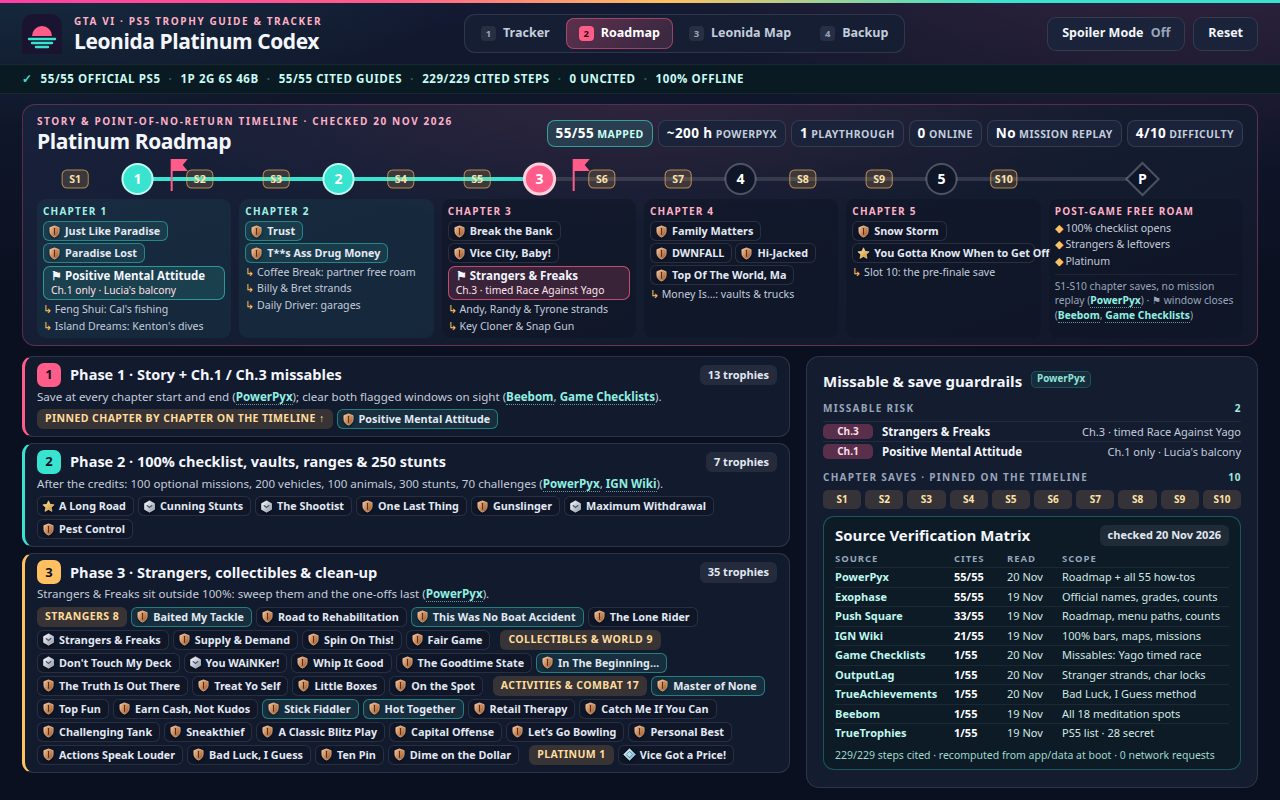 GTA VI · PS5 TROPHY GUIDE & TRACKER
Leonida Platinum Codex
1 Tracker 2 Roadmap 3 Leonida Map 4 Backup
Spoiler Mode Off Reset
✓ 55/55 OFFICIAL PS5 · 1P 2G 6S 46B · 55/55 CITED GUIDES · 229/229 CITED STEPS · 0 UNCITED · 100% OFFLINE
STORY & POINT-OF-NO-RETURN TIMELINE · CHECKED 20 NOV 2026
Platinum Roadmap
55/55 MAPPED ~200 h POWERPYX 1 PLAYTHROUGH 0 ONLINE No MISSION REPLAY 4/10 DIFFICULTY
S1 1 S2 S3 2 S4 S5 3 S6 S7 4 S8 S9 5 S10 P
CHAPTER 1
Just Like Paradise
Paradise Lost
⚑ Positive Mental Attitude
Ch.1 only · Lucia's balcony
↳ Feng Shui: Cal's fishing
↳ Island Dreams: Kenton's dives
CHAPTER 2
Trust
T**s Ass Drug Money
↳ Coffee Break: partner free roam
↳ Billy & Bret strands
↳ Daily Driver: garages
CHAPTER 3
Break the Bank
Vice City, Baby!
⚑ Strangers & Freaks
Ch.3 · timed Race Against Yago
↳ Andy, Randy & Tyrone strands
↳ Key Cloner & Snap Gun
CHAPTER 4
Family Matters
DWNFALL Hi-Jacked
Top Of The World, Ma
↳ Money Is...: vaults & trucks
CHAPTER 5
Snow Storm
You Gotta Know When to Get Off
↳ Slot 10: the pre-finale save
POST-GAME FREE ROAM
◆ 100% checklist opens
◆ Strangers & leftovers
◆ Platinum
S1-S10 chapter saves, no mission
replay (PowerPyx) · ⚑ window closes
(Beebom, Game Checklists)
1 Phase 1 · Story + Ch.1 / Ch.3 missables 13 trophies
Save at every chapter start and end (PowerPyx); clear both flagged windows on sight (Beebom, Game Checklists).
PINNED CHAPTER BY CHAPTER ON THE TIMELINE ↑ Positive Mental Attitude
2 Phase 2 · 100% checklist, vaults, ranges & 250 stunts 7 trophies
After the credits: 100 optional missions, 200 vehicles, 100 animals, 300 stunts, 70 challenges (PowerPyx, IGN Wiki).
A Long Road Cunning Stunts The Shootist One Last Thing Gunslinger Maximum Withdrawal
Pest Control
3 Phase 3 · Strangers, collectibles & clean-up 35 trophies
Strangers & Freaks sit outside 100%: sweep them and the one-offs last (PowerPyx).
STRANGERS 8 Baited My Tackle Road to Rehabilitation This Was No Boat Accident The Lone Rider
Strangers & Freaks Supply & Demand Spin On This! Fair Game COLLECTIBLES & WORLD 9
Don't Touch My Deck You WAiNKer! Whip It Good The Goodtime State In The Beginning...
The Truth Is Out There Treat Yo Self Little Boxes On the Spot ACTIVITIES & COMBAT 17 Master of None
Top Fun Earn Cash, Not Kudos Stick Fiddler Hot Together Retail Therapy Catch Me If You Can
Challenging Tank Sneakthief A Classic Blitz Play Capital Offense Let's Go Bowling Personal Best
Actions Speak Louder Bad Luck, I Guess Ten Pin Dime on the Dollar PLATINUM 1 Vice Got a Price!
Missable & save guardrails PowerPyx
MISSABLE RISK 2
Ch.3 Strangers & Freaks Ch.3 · timed Race Against Yago
Ch.1 Positive Mental Attitude Ch.1 only · Lucia's balcony
CHAPTER SAVES · PINNED ON THE TIMELINE 10
S1 S2 S3 S4 S5 S6 S7 S8 S9 S10
Source Verification Matrix checked 20 Nov 2026
SOURCE CITES READ SCOPE
PowerPyx 55/55 20 Nov Roadmap + all 55 how-tos
Exophase 55/55 19 Nov Official names, grades, counts
Push Square 33/55 19 Nov Roadmap, menu paths, counts
IGN Wiki 21/55 19 Nov 100% bars, maps, missions
Game Checklists 1/55 20 Nov Missables: Yago timed race
OutputLag 1/55 20 Nov Stranger strands, char locks
TrueAchievements 1/55 20 Nov Bad Luck, I Guess method
Beebom 1/55 19 Nov All 18 meditation spots
TrueTrophies 1/55 19 Nov PS5 list · 28 secret
229/229 steps cited · recomputed from app/data at boot · 0 network requests